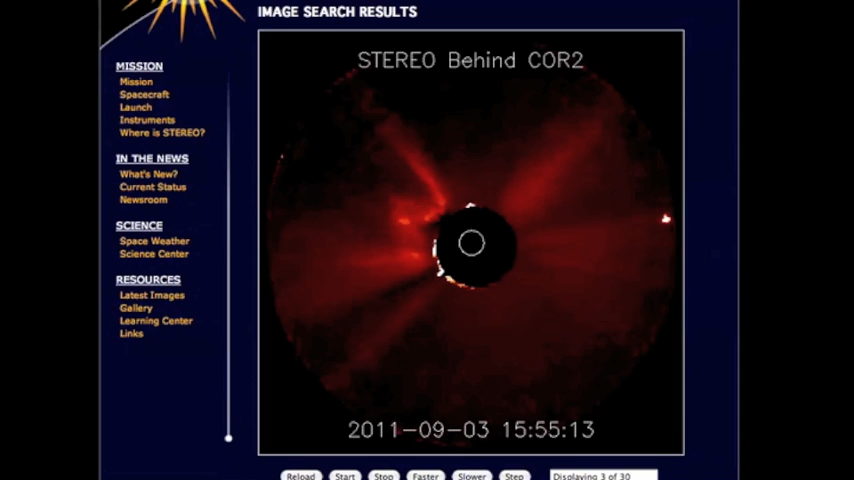 IMAGE SEARCH RESULTS
MISSION
Mission
Spacecraft
Launch
Instruments
Where is STEREO?
IN THE NEWS
What's New?
Current Status
Newsroom
SCIENCE
Space Weather
Science Center
RESOURCES
Latest Images
Gallery
Learning Center
Links
STEREO Behind COR2
2011-09-03 15:55:13
Reload Start Stop Faster Slower Step Displaying 3 of 30